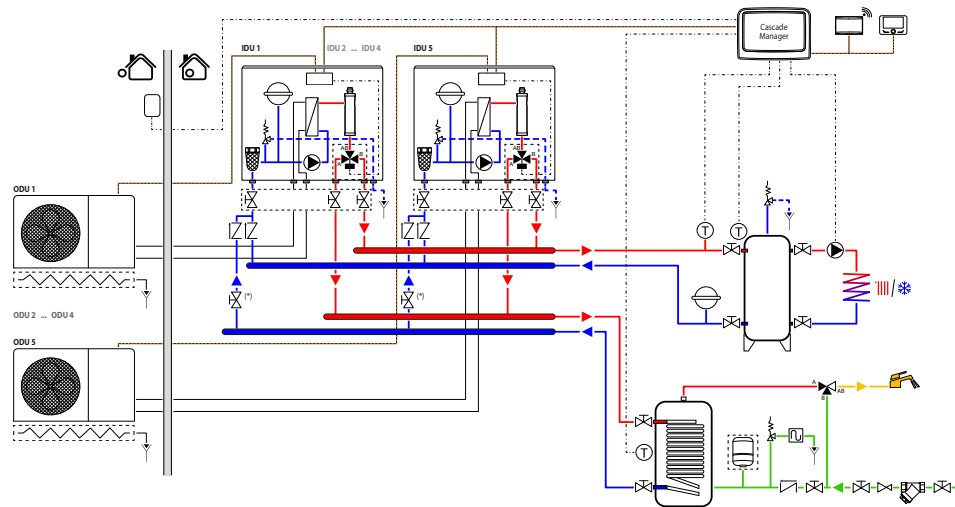 IDU 1
IDU 2 ... IDU 4
IDU 5
Cascade
Manager
AB
A
B
AB
A
B
ODU 1
T
T
(*)
(*)
/
ODU 2 ... ODU 4
ODU 5
A
AB
B
T